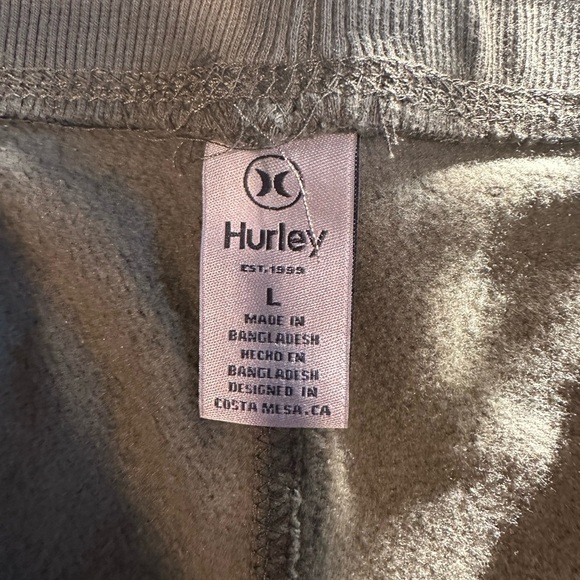 Hurley
EST.1999
L
MADE IN
BANGLADESH
HECHO EN
BANGLADESH
DESIGNED IN
COSTA MESA.CA